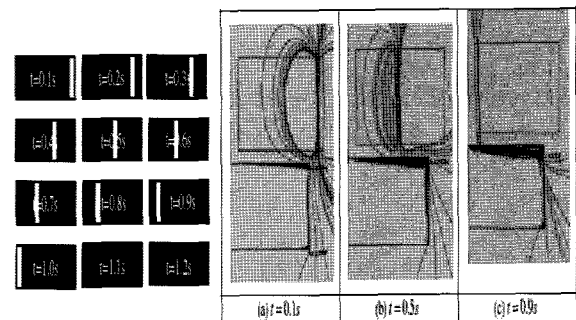 t=0.1s t=0.2s t=0.3s
t=0.4 t=0.5s t=0.6s
t=0.7s t=0.8s t=0.9s
t=1.0s t=1.1s t=1.2s
(a) t=0.1s (b) t=0.5s (c) t=0.9s